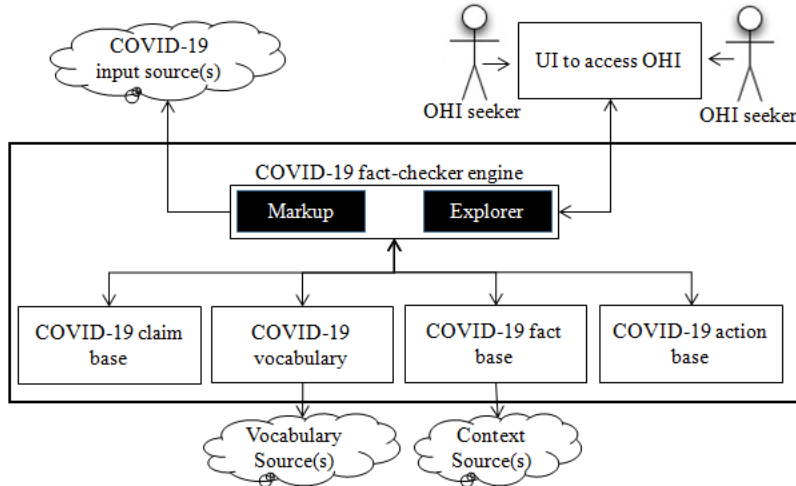 COVID-19
input source(s)
UI to access OHI
OHI seeker
OHI seeker
COVID-19 fact-checker engine
Markup
Explorer
COVID-19 claim
base
COVID-19
vocabulary
COVID-19 fact
base
COVID-19 action
base
Vocabulary
Source(s)
Context
Source(s)